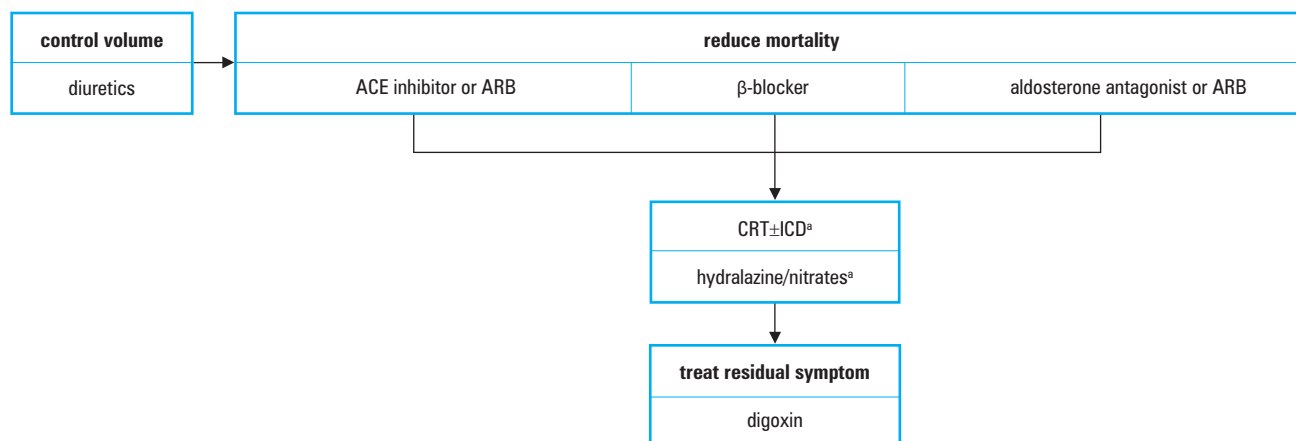 control volume
diuretics
reduce mortality
ACE inhibitor or ARB
β-blocker
aldosterone antagonist or ARB
CRT±ICDᵃ
hydralazine/nitratesᵃ
treat residual symptom
digoxin